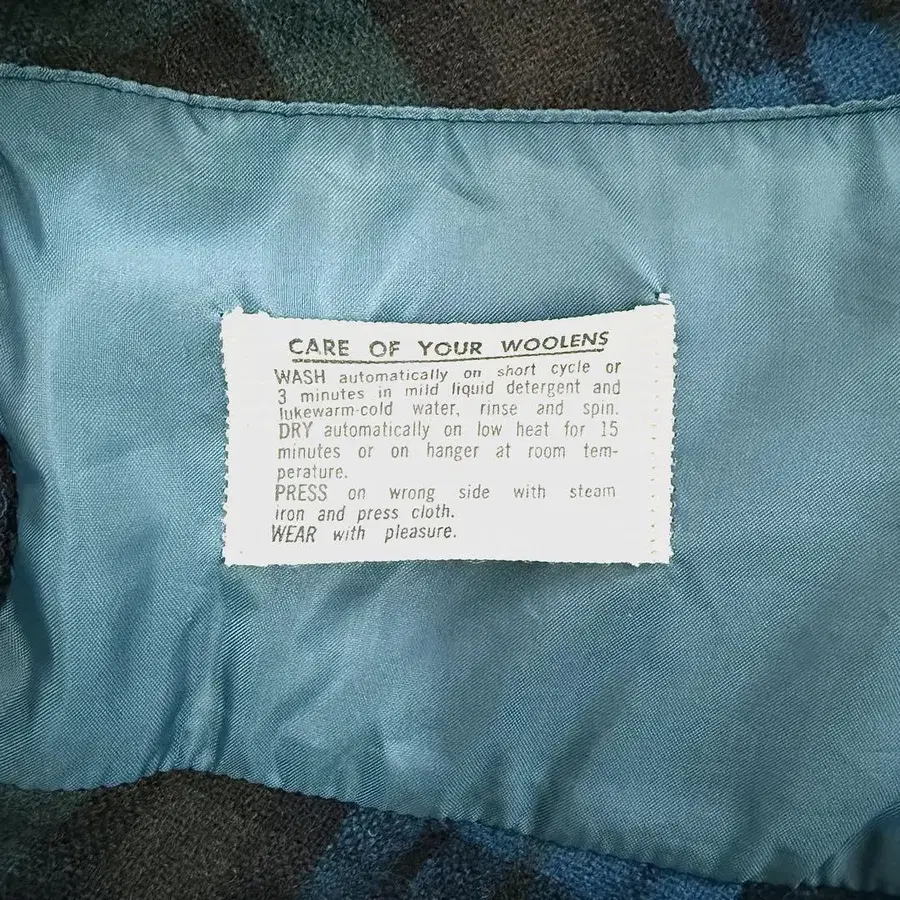 CARE OF YOUR WOOLENS
WASH automatically on short cycle or
3 minutes in mild liquid detergent and
lukewarm-cold water, rinse and spin.
DRY automatically on low heat for 15
minutes or on hanger at room tem-
perature.
PRESS on wrong side with steam
iron and press cloth.
WEAR with pleasure.